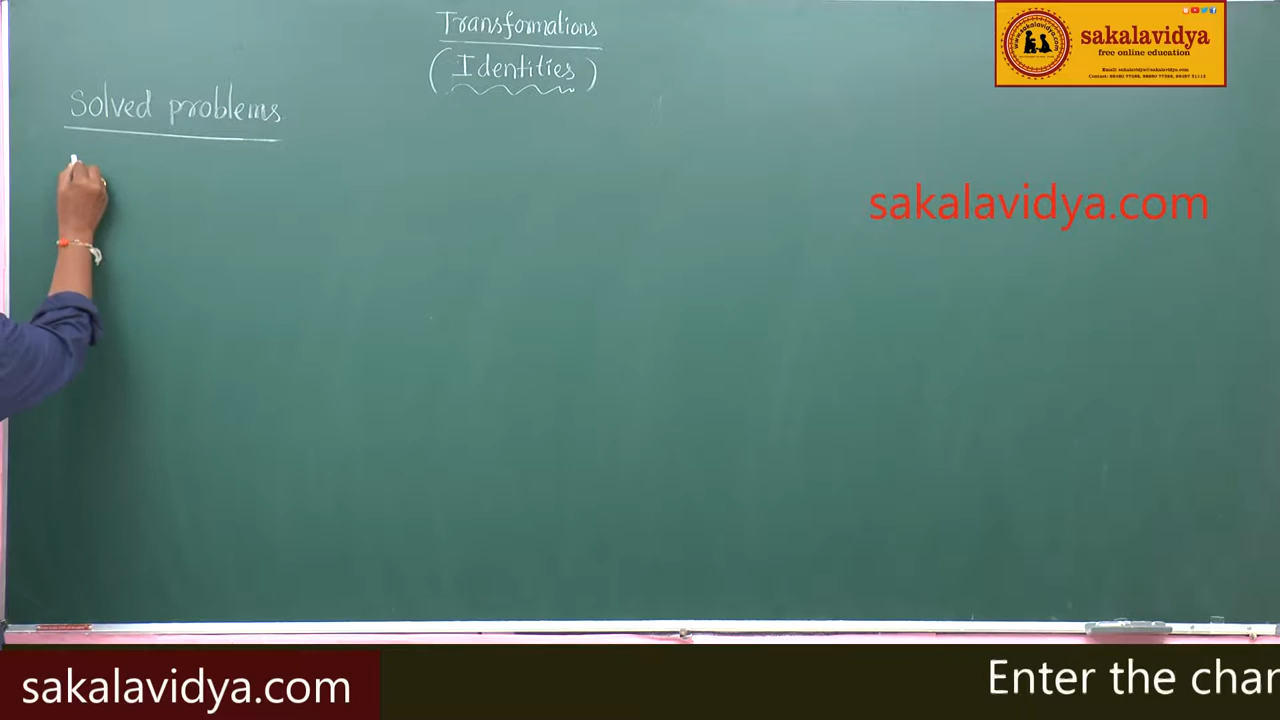 Transformations
(Identities)
Solved problems
sakalavidya
free online education
sakalavidya.com
sakalavidya.com
Enter the char